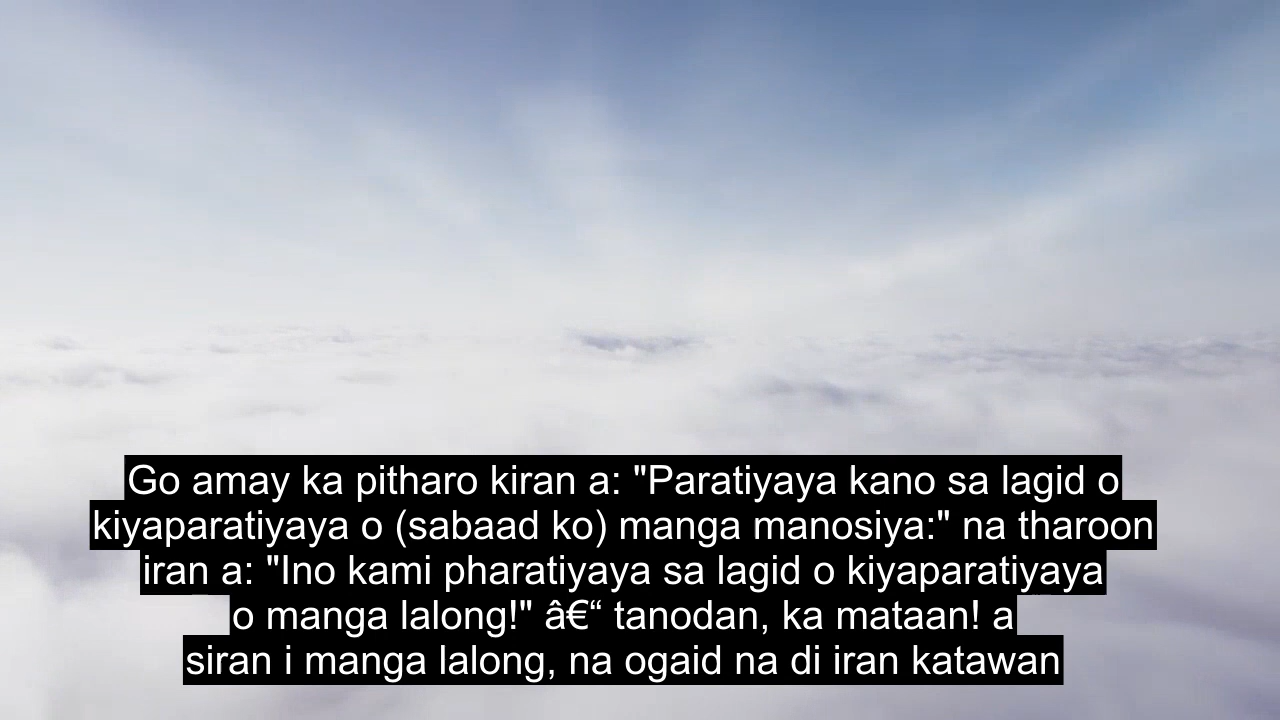 Go amay ka pitharo kiran a: "Paratiyaya kano sa lagid o
kiyaparatiyaya o (sabaad ko) manga manosiya:" na tharoon
iran a: "Ino kami pharatiyaya sa lagid o kiyaparatiyaya
o manga lalong!" â€“ tanodan, ka mataan! a
siran i manga lalong, na ogaid na di iran katawan